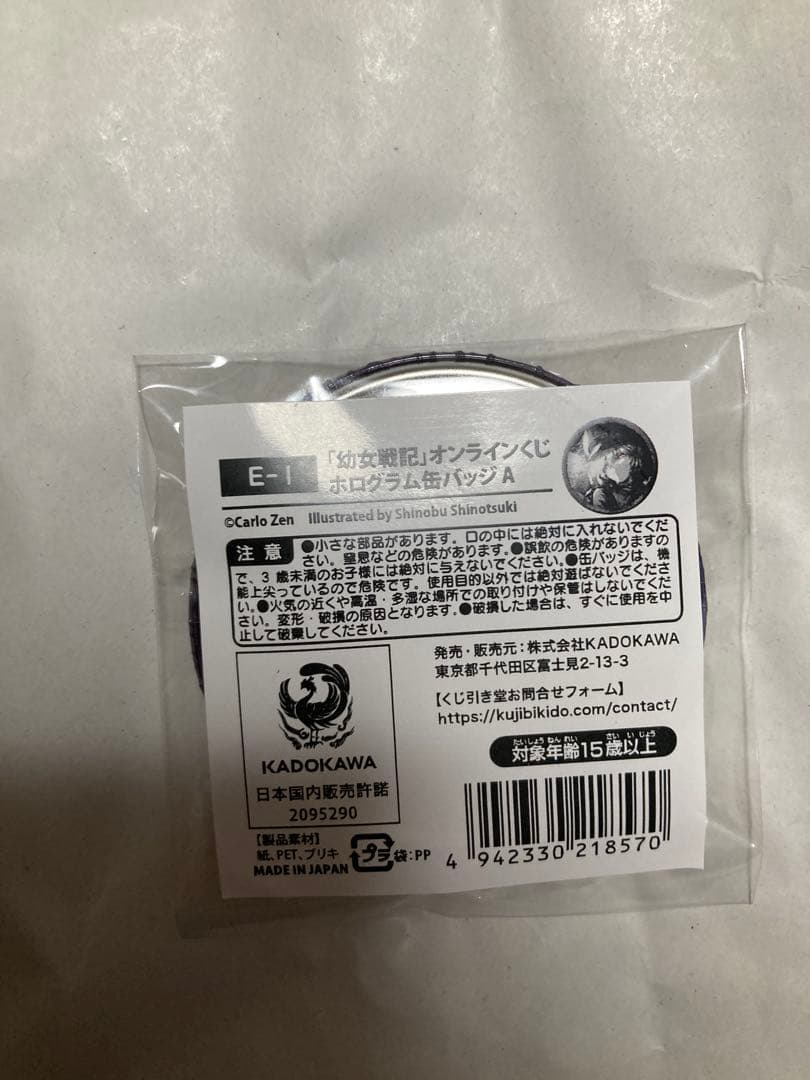 E-1
「幼女戦記」オンラインくじ
ホログラム缶バッジ A
©Carlo Zen Illustrated by Shinobu Shinotsuki
注意 ●小さな部品があります。口の中には絶対に入れないでくだ
さい。窒息などの危険があります。●誤飲の危険がありますの
で、3 歳未満のお子様には絶対に与えないでください。●缶バッジは、機
能上尖っているので危険です。使用目的以外では絶対遊ばないでくださ
い。●火気の近くや高温・多湿な場所での取り付けや保管はしないでくだ
さい。変形・破損の原因となります。●破損した場合は、すぐに使用を中
止して破棄してください。
発売・販売元：株式会社KADOKAWA
東京都千代田区富士見2-13-3
【くじ引き堂お問合せフォーム】
https://kujibikido.com/contact/
たいしょう ねん れい さい い じょう
対象年齢15歳以上
KADOKAWA
日本国内販売許諾
2095290
【製品素材】
紙、PET、ブリキ
MADE IN JAPAN
プラ 袋：PP
4 942330 218570